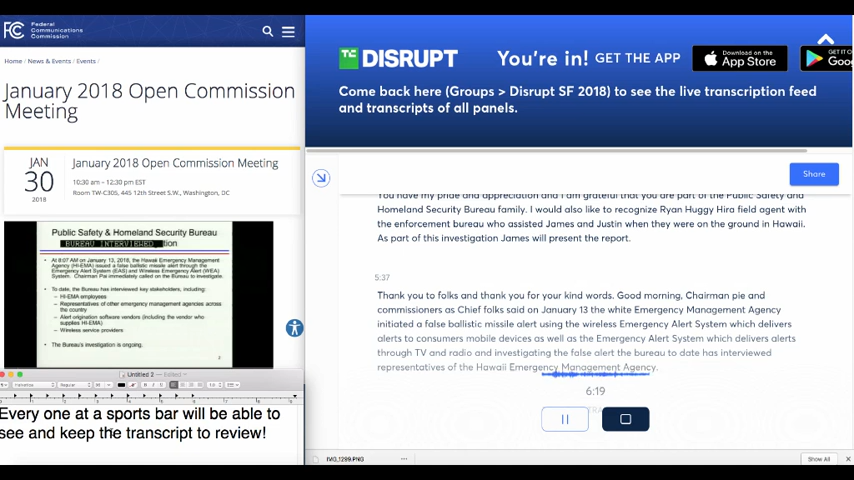 FCC Federal Communications Commission
Home / News & Events / Events /
January 2018 Open Commission
Meeting
JAN
30
2018
January 2018 Open Commission Meeting
10:30 am – 12:30 pm EST
Room TW-C305, 445 12th Street S.W., Washington, DC
Public Safety & Homeland Security Bureau
BUREAU INTERVIEWED
• At 8:07 AM on January 13, 2018, the Hawaii Emergency Management
Agency (HI-EMA) issued a false ballistic missile alert through the
Emergency Alert System (EAS) and Wireless Emergency Alert (WEA)
System. Chairman Pai immediately called on the Bureau to investigate.
• To date, the Bureau has interviewed key stakeholders, including:
– HI-EMA employees
– Representatives of other emergency management agencies across
the country
– Alert origination software vendors (including the vendor who
supplies HI-EMA)
– Wireless service providers
• The Bureau's investigation is ongoing.
Untitled 2 — Edited
Helvetica Regular
Every one at a sports bar will be able to
see and keep the transcript to review!
TC DISRUPT
You're in! GET THE APP
Download on the
App Store
GET IT O
Goog
Come back here (Groups > Disrupt SF 2018) to see the live transcription feed
and transcripts of all panels.
Share
You have my pride and appreciation and I am grateful that you are part of the Public Safety and
Homeland Security Bureau family. I would also like to recognize Ryan Huggy Hira field agent with
the enforcement bureau who assisted James and Justin when they were on the ground in Hawaii.
As part of this investigation James will present the report.
5:37
Thank you to folks and thank you for your kind words. Good morning, Chairman pie and
commissioners as Chief folks said on January 13 the white Emergency Management Agency
initiated a false ballistic missile alert using the wireless Emergency Alert System which delivers
alerts to consumers mobile devices as well as the Emergency Alert System which delivers alerts
through TV and radio and investigating the false alert the bureau to date has interviewed
representatives of the Hawaii Emergency Management Agency.
6:19
IMG_1289.PNG
Show All